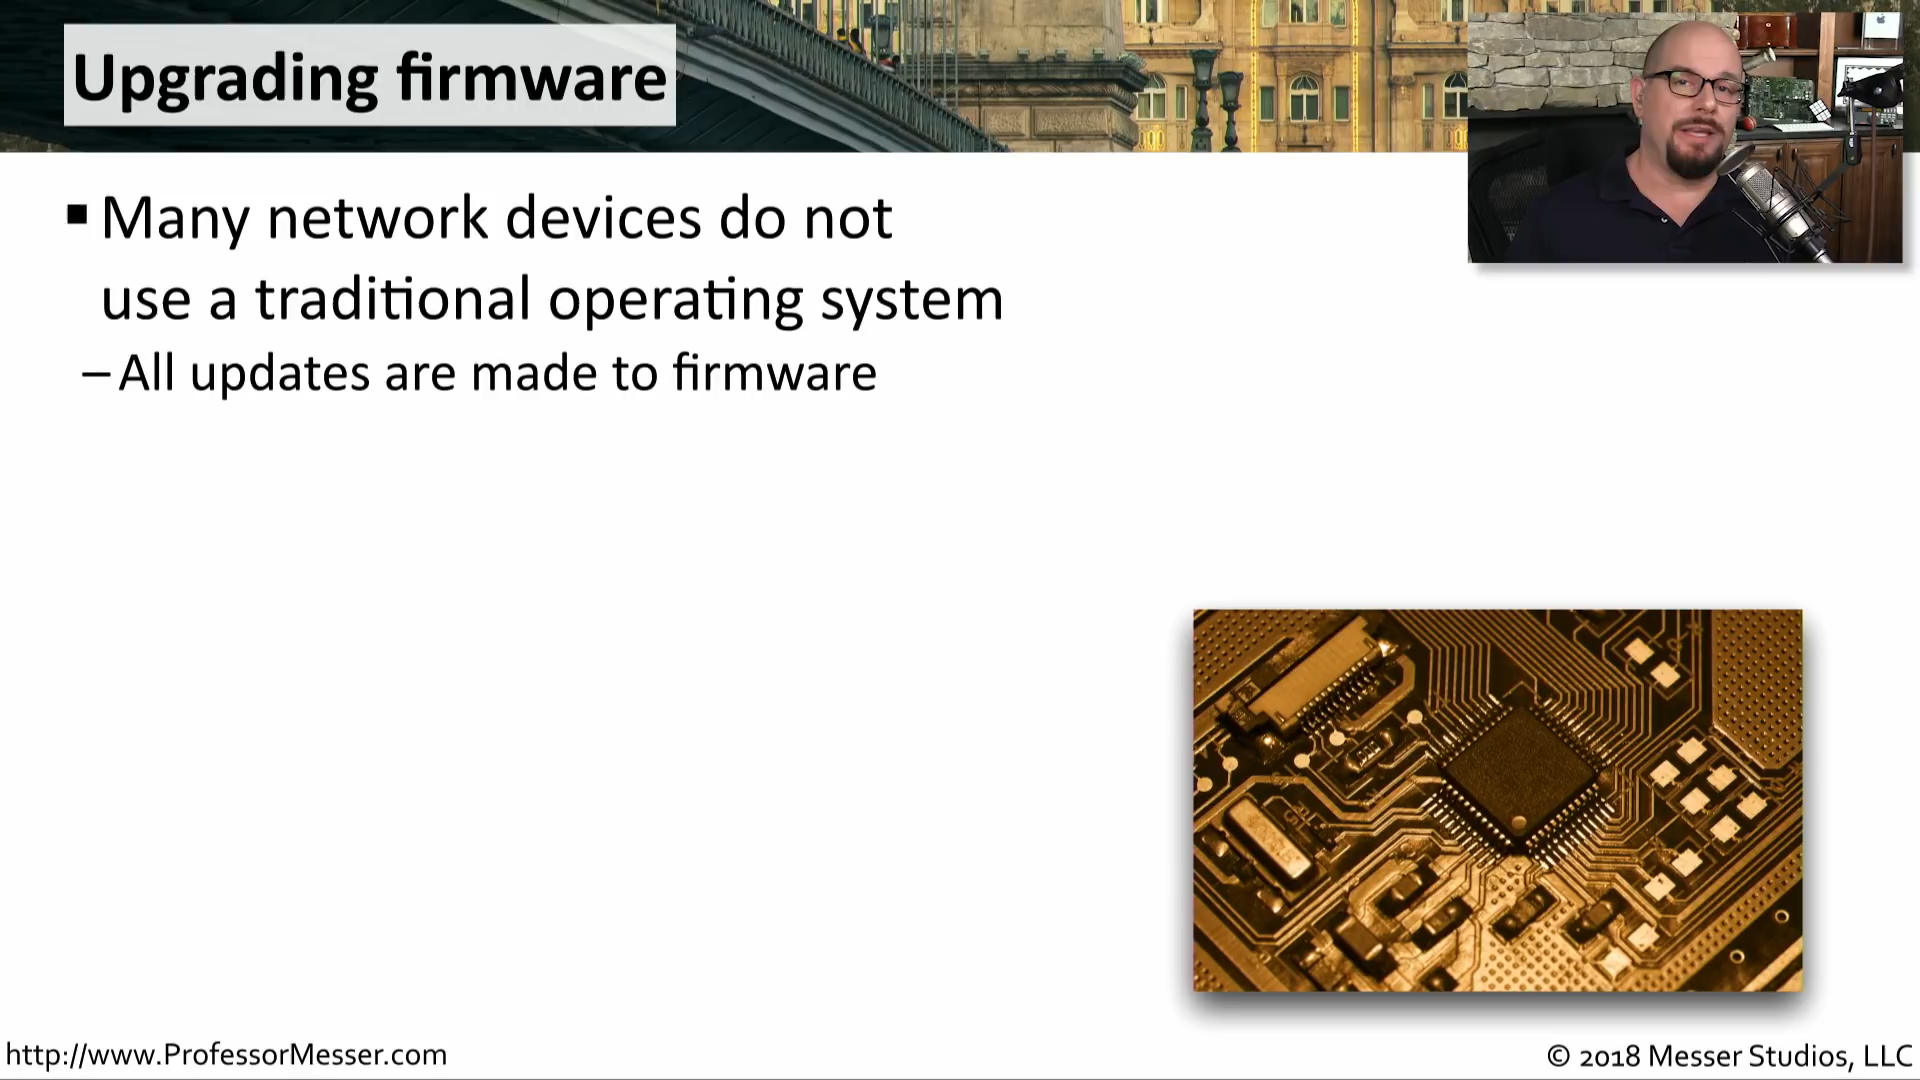 Upgrading firmware
▪ Many network devices do not
use a traditional operating system
– All updates are made to firmware
http://www.ProfessorMesser.com
© 2018 Messer Studios, LLC